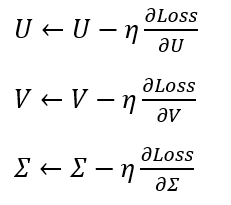 U ← U − η ∂Loss/∂U
V ← V − η ∂Loss/∂V
Σ ← Σ − η ∂Loss/∂Σ